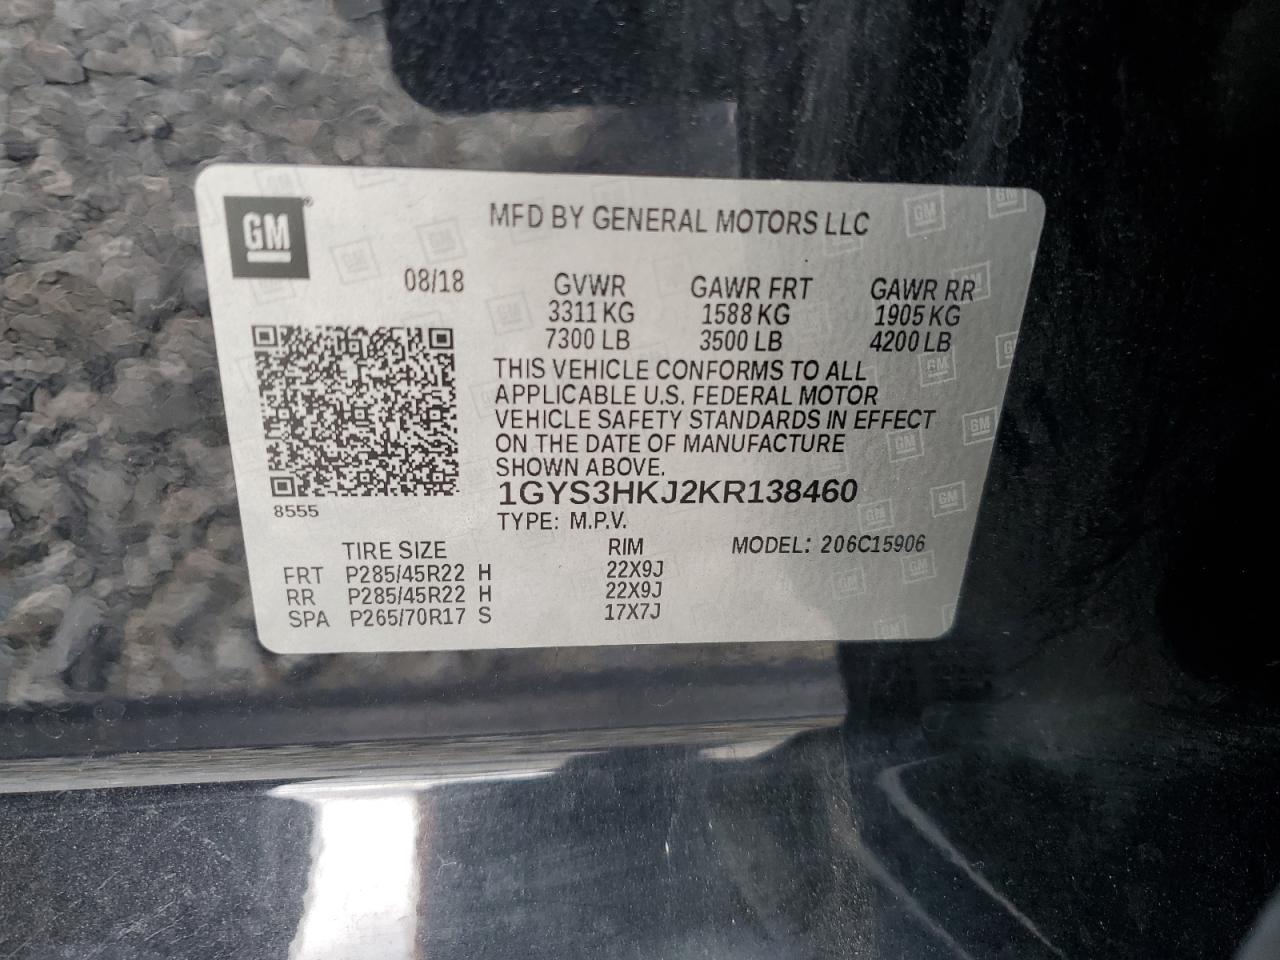 GM
MFD BY GENERAL MOTORS LLC
08/18 GVWR GAWR FRT GAWR RR
3311 KG 1588 KG 1905 KG
7300 LB 3500 LB 4200 LB
THIS VEHICLE CONFORMS TO ALL
APPLICABLE U.S. FEDERAL MOTOR
VEHICLE SAFETY STANDARDS IN EFFECT
ON THE DATE OF MANUFACTURE
SHOWN ABOVE.
1GYS3HKJ2KR138460
8555
TYPE: M.P.V.
TIRE SIZE RIM MODEL: 206C15906
FRT P285/45R22 H 22X9J
RR P285/45R22 H 22X9J
SPA P265/70R17 S 17X7J